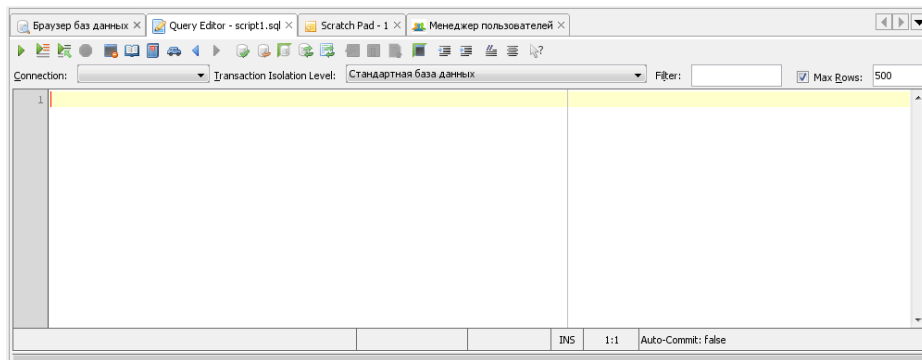 Браузер баз данных Query Editor - script1.sql Scratch Pad - 1 Менеджер пользователей
Connection: Transaction Isolation Level: Стандартная база данных Filter: Max Rows: 500
1
INS 1:1 Auto-Commit: false